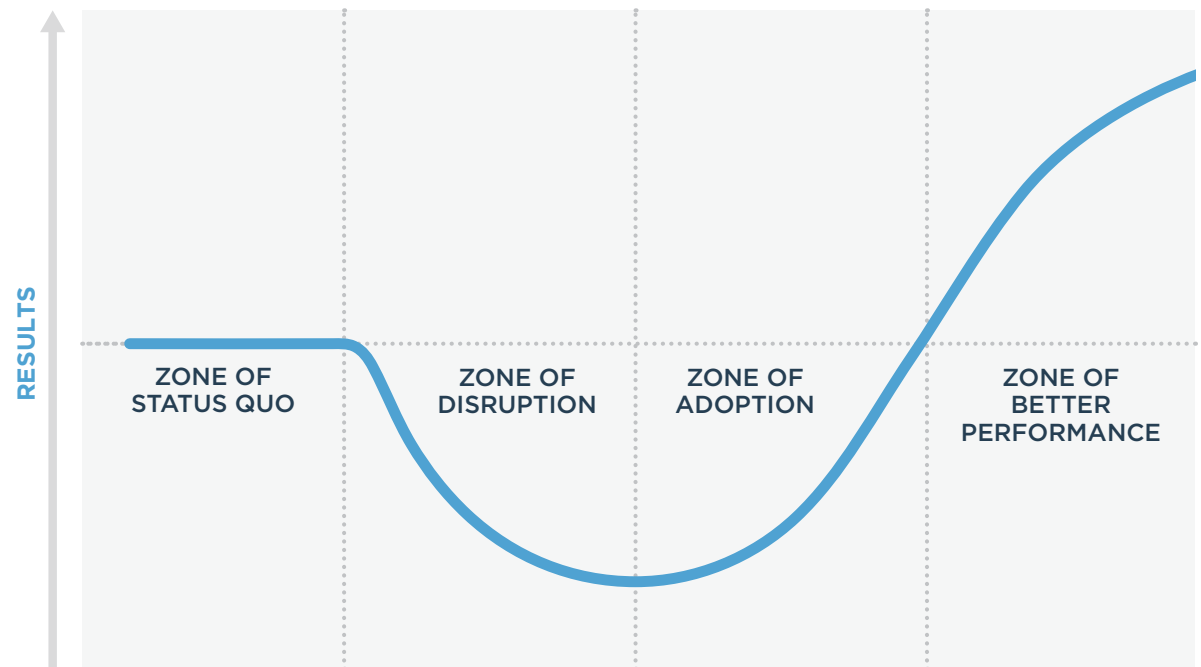 RESULTS
ZONE OF
STATUS QUO
ZONE OF
DISRUPTION
ZONE OF
ADOPTION
ZONE OF
BETTER
PERFORMANCE